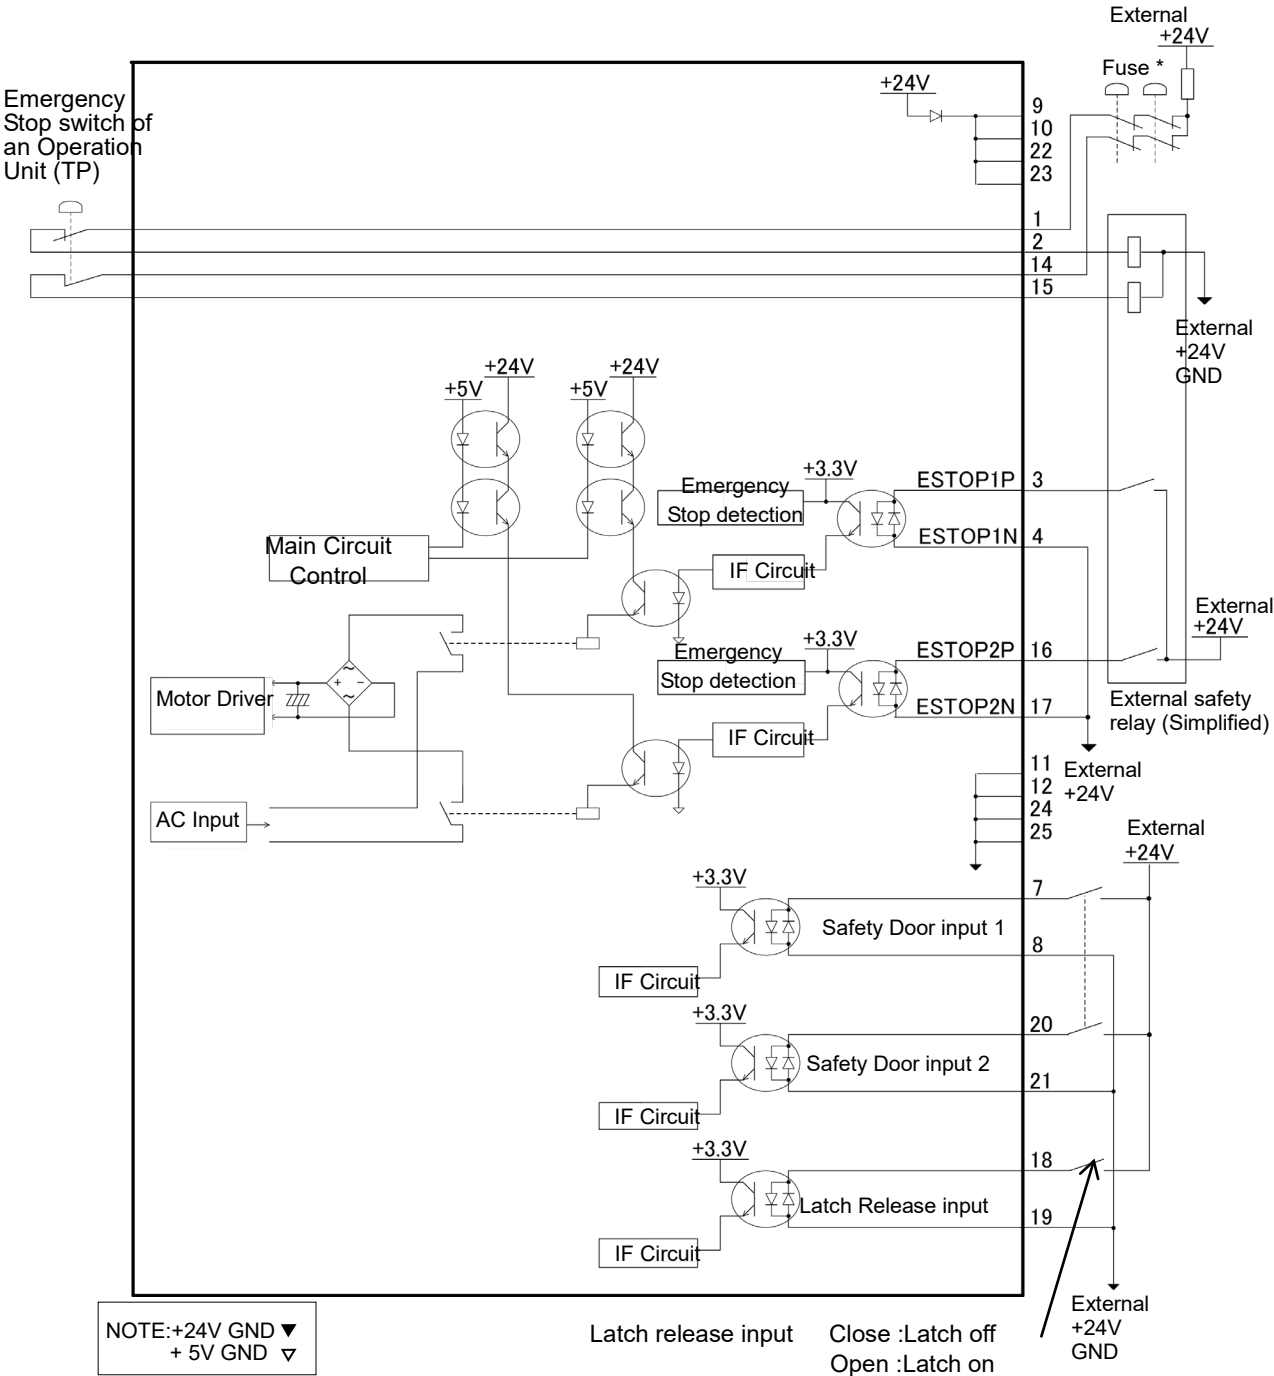 External
+24V
Fuse *
+24V
9
10
22
23
Emergency
Stop switch of
an Operation
Unit (TP)
1
2
14
15
External
+24V
GND
+24V
+5V
+24V
+5V
Main Circuit
Control
+3.3V
Emergency
Stop detection
ESTOP1P 3
ESTOP1N 4
IF Circuit
External
+24V
+3.3V
Emergency
Stop detection
ESTOP2P 16
ESTOP2N 17
IF Circuit
External safety
relay (Simplified)
Motor Driver
+ ~ ~ −
AC Input
11
12
24
25
External
+24V
External
+24V
+3.3V
7
Safety Door input 1
8
IF Circuit
+3.3V
20
Safety Door input 2
21
IF Circuit
+3.3V
18
Latch Release input
19
IF Circuit
External
+24V
GND
NOTE:+24V GND ▼
+ 5V GND ▽
Latch release input Close :Latch off
Open :Latch on